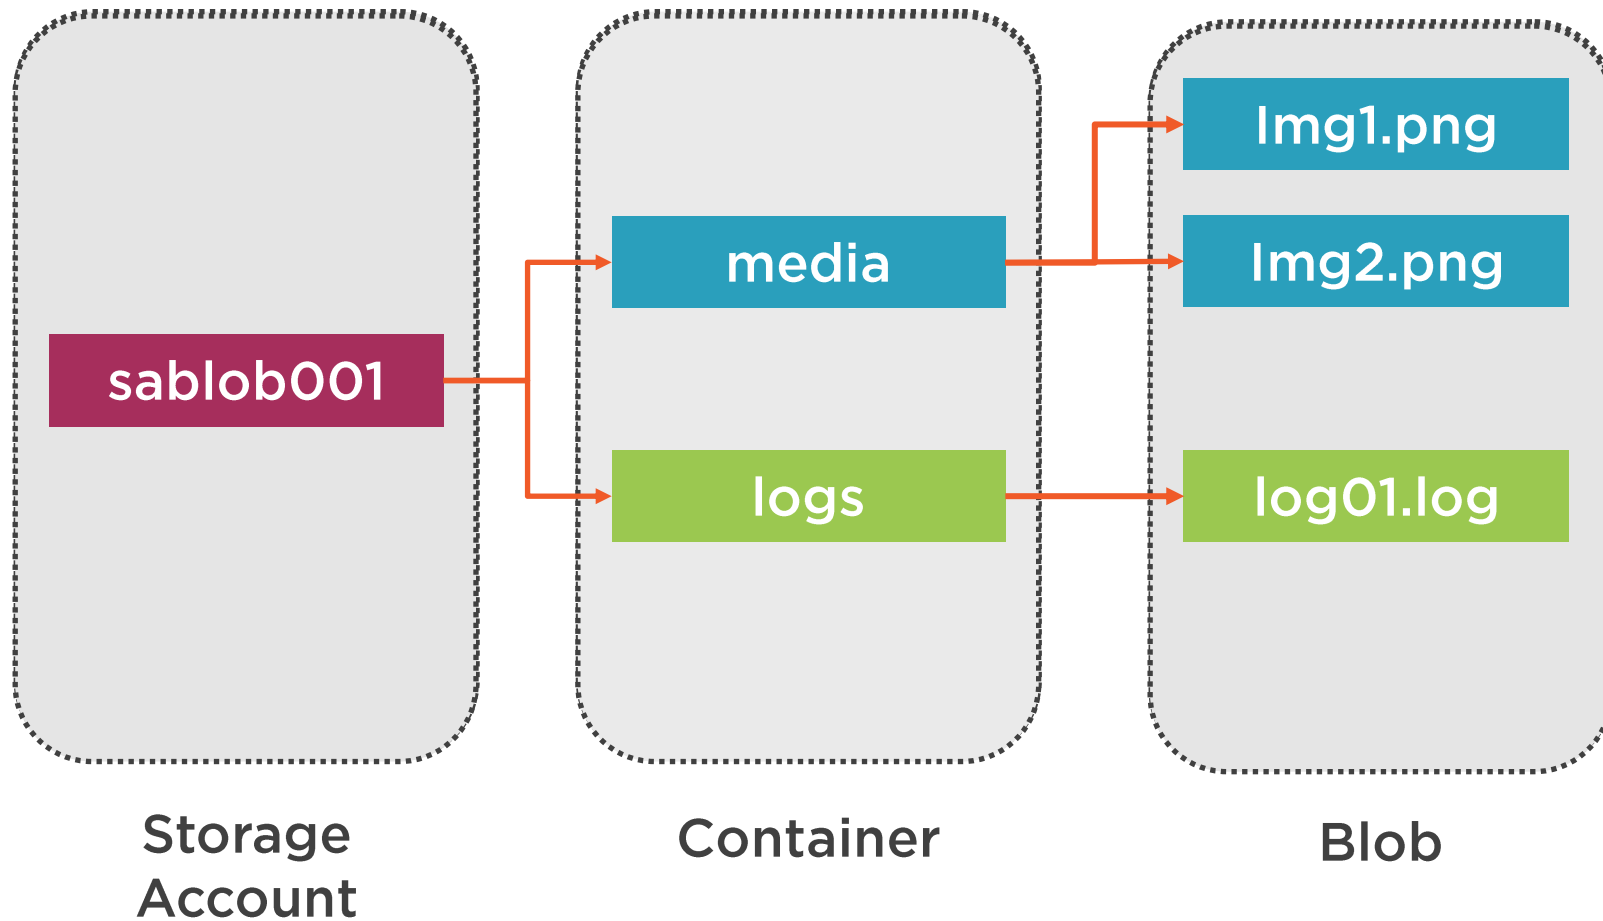 Img1.png
media
Img2.png
sablob001
logs
log01.log
Storage
Account
Container
Blob